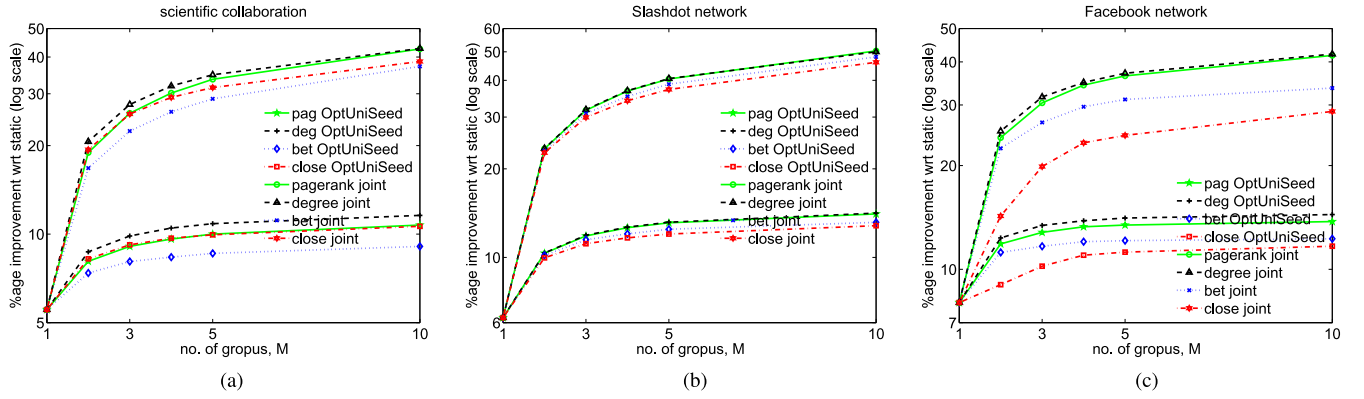 scientific collaboration
%age improvement wrt static (log scale)
50
40
30
20
10
5
1
3
5
10
no. of gropus, M
pag OptUniSeed
deg OptUniSeed
bet OptUniSeed
close OptUniSeed
pagerank joint
degree joint
bet joint
close joint
(a)
Slashdot network
%age improvement wrt static (log scale)
60
50
40
30
20
10
6
1
3
5
10
no. of gropus, M
pag OptUniSeed
deg OptUniSeed
bet OptUniSeed
close OptUniSeed
pagerank joint
degree joint
bet joint
close joint
(b)
Facebook network
%age improvement wrt static (log scale)
50
40
30
20
10
7
1
3
5
10
no. of gropus, M
pag OptUniSeed
deg OptUniSeed
bet OptUniSeed
close OptUniSeed
pagerank joint
degree joint
bet joint
close joint
(c)